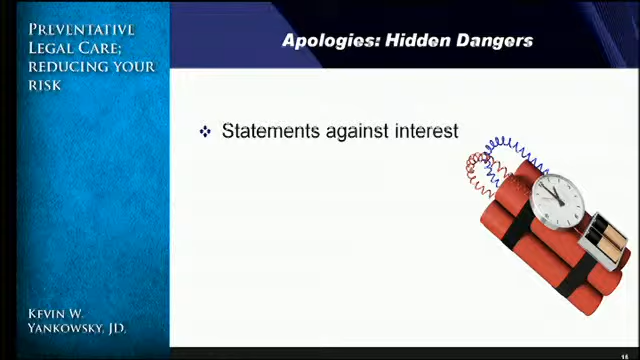 PREVENTATIVE
LEGAL CARE;
REDUCING YOUR
RISK
Apologies: Hidden Dangers
Statements against interest
KEVIN W.
YANKOWSKY, JD.